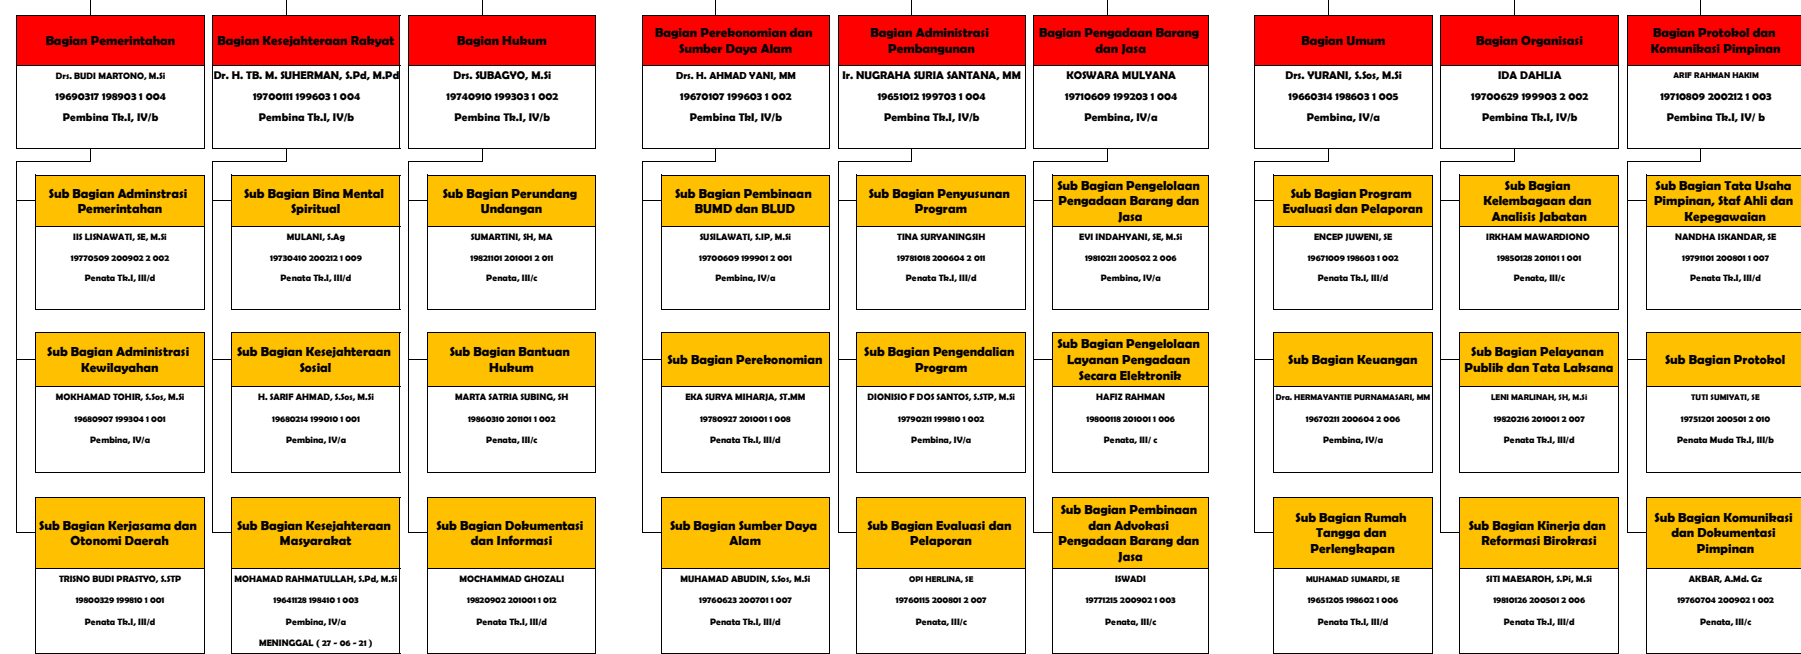 Bagian Pemerintahan
Drs. BUDI MARTONO, M.Si
19690317 198903 1 004
Pembina Tk.I, IV/b
Bagian Kesejahteraan Rakyat
Dr. H. TB. M. SUHERMAN, S.Pd, M.Pd
19700111 199603 1 004
Pembina Tk.I, IV/b
Bagian Hukum
Drs. SUBAGYO, M.Si
19740910 199303 1 002
Pembina Tk.I, IV/b
Bagian Perekonomian dan
Sumber Daya Alam
Drs. H. AHMAD YANI, MM
19670107 199603 1 002
Pembina TkI, IV/b
Bagian Administrasi
Pembangunan
Ir. NUGRAHA SURIA SANTANA, MM
19651012 199703 1 004
Pembina Tk.I, IV/b
Bagian Pengadaan Barang
dan Jasa
KOSWARA MULYANA
19710609 199203 1 004
Pembina, IV/a
Bagian Umum
Drs. YURANI, S.Sos, M.Si
19660314 198603 1 005
Pembina, IV/a
Bagian Organisasi
IDA DAHLIA
19700629 199903 2 002
Pembina Tk.I, IV/b
Bagian Protokol dan
Komunikasi Pimpinan
ARIF RAHMAN HAKIM
19710809 200212 1 003
Pembina Tk.I, IV/ b
Sub Bagian Adminstrasi
Pemerintahan
IIS LISNAWATI, SE, M.Si
19770509 200902 2 002
Penata Tk.I, III/d
Sub Bagian Bina Mental
Spiritual
MULANI, S.Ag
19730410 200212 1 009
Penata Tk.I, III/d
Sub Bagian Perundang
Undangan
SUMARTINI, SH, MA
19821101 201001 2 011
Penata, III/c
Sub Bagian Pembinaan
BUMD dan BLUD
SUSILAWATI, S.IP, M.Si
19700609 199901 2 001
Pembina, IV/a
Sub Bagian Penyusunan
Program
TINA SURYANINGSIH
19781018 200604 2 011
Penata Tk.I, III/d
Sub Bagian Pengelolaan
Pengadaan Barang dan
Jasa
EVI INDAHYANI, SE, M.Si
19810211 200502 2 006
Pembina, IV/a
Sub Bagian Program
Evaluasi dan Pelaporan
ENCEP JUWENI, SE
19671009 198603 1 002
Penata Tk.I, III/d
Sub Bagian
Kelembagaan dan
Analisis Jabatan
IRKHAM MAWARDIONO
19850128 201101 1 001
Penata, III/c
Sub Bagian Tata Usaha
Pimpinan, Staf Ahli dan
Kepegawaian
NANDHA ISKANDAR, SE
19791101 200801 1 007
Penata Tk.I, III/d
Sub Bagian Administrasi
Kewilayahan
MOKHAMAD TOHIR, S.Sos, M.Si
19680907 199304 1 001
Pembina, IV/a
Sub Bagian Kesejahteraan
Sosial
H. SARIF AHMAD, S.Sos, M.Si
19680214 199010 1 001
Pembina, IV/a
Sub Bagian Bantuan
Hukum
MARTA SATRIA SUBING, SH
19860310 201101 1 002
Penata, III/c
Sub Bagian Perekonomian
EKA SURYA MIHARJA, ST.MM
19780927 201001 1 008
Penata Tk.I, III/d
Sub Bagian Pengendalian
Program
DIONISIO F DOS SANTOS, S.STP, M.Si
19790211 199810 1 002
Pembina, IV/a
Sub Bagian Pengelolaan
Layanan Pengadaan
Secara Elektronik
HAFIZ RAHMAN
19800118 201001 1 006
Penata, III/ c
Sub Bagian Keuangan
Dra. HERMAYANTIE PURNAMASARI, MM
19670211 200604 2 006
Pembina, IV/a
Sub Bagian Pelayanan
Publik dan Tata Laksana
LENI MARLINAH, SH, M.Si
19820216 201001 2 007
Penata Tk.I, III/d
Sub Bagian Protokol
TUTI SUMIYATI, SE
19751201 200501 2 010
Penata Muda Tk.I, III/b
Sub Bagian Kerjasama dan
Otonomi Daerah
TRISNO BUDI PRASTYO, S.STP
19800329 199810 1 001
Penata Tk.I, III/d
Sub Bagian Kesejahteraan
Masyarakat
MOHAMAD RAHMATULLAH, S.Pd, M.Si
19641128 198410 1 003
Pembina, IV/a
MENINGGAL ( 27 - 06 - 21 )
Sub Bagian Dokumentasi
dan Informasi
MOCHAMMAD GHOZALI
19820902 201001 1 012
Penata Tk.I, III/d
Sub Bagian Sumber Daya
Alam
MUHAMAD ABUDIN, S.Sos, M.Si
19760623 200701 1 007
Penata Tk.I, III/d
Sub Bagian Evaluasi dan
Pelaporan
OPI HERLINA, SE
19760115 200801 2 007
Penata, III/c
Sub Bagian Pembinaan
dan Advokasi
Pengadaan Barang dan
Jasa
ISWADI
19771215 200902 1 003
Penata, III/c
Sub Bagian Rumah
Tangga dan
Perlengkapan
MUHAMAD SUMARDI, SE
19651205 198602 1 006
Penata Tk.I, III/d
Sub Bagian Kinerja dan
Reformasi Birokrasi
SITI MAESAROH, S.Pi, M.Si
19810126 200501 2 006
Penata Tk.I, III/d
Sub Bagian Komunikasi
dan Dokumentasi
Pimpinan
AKBAR, A.Md. Gz
19760704 200902 1 002
Penata, III/c